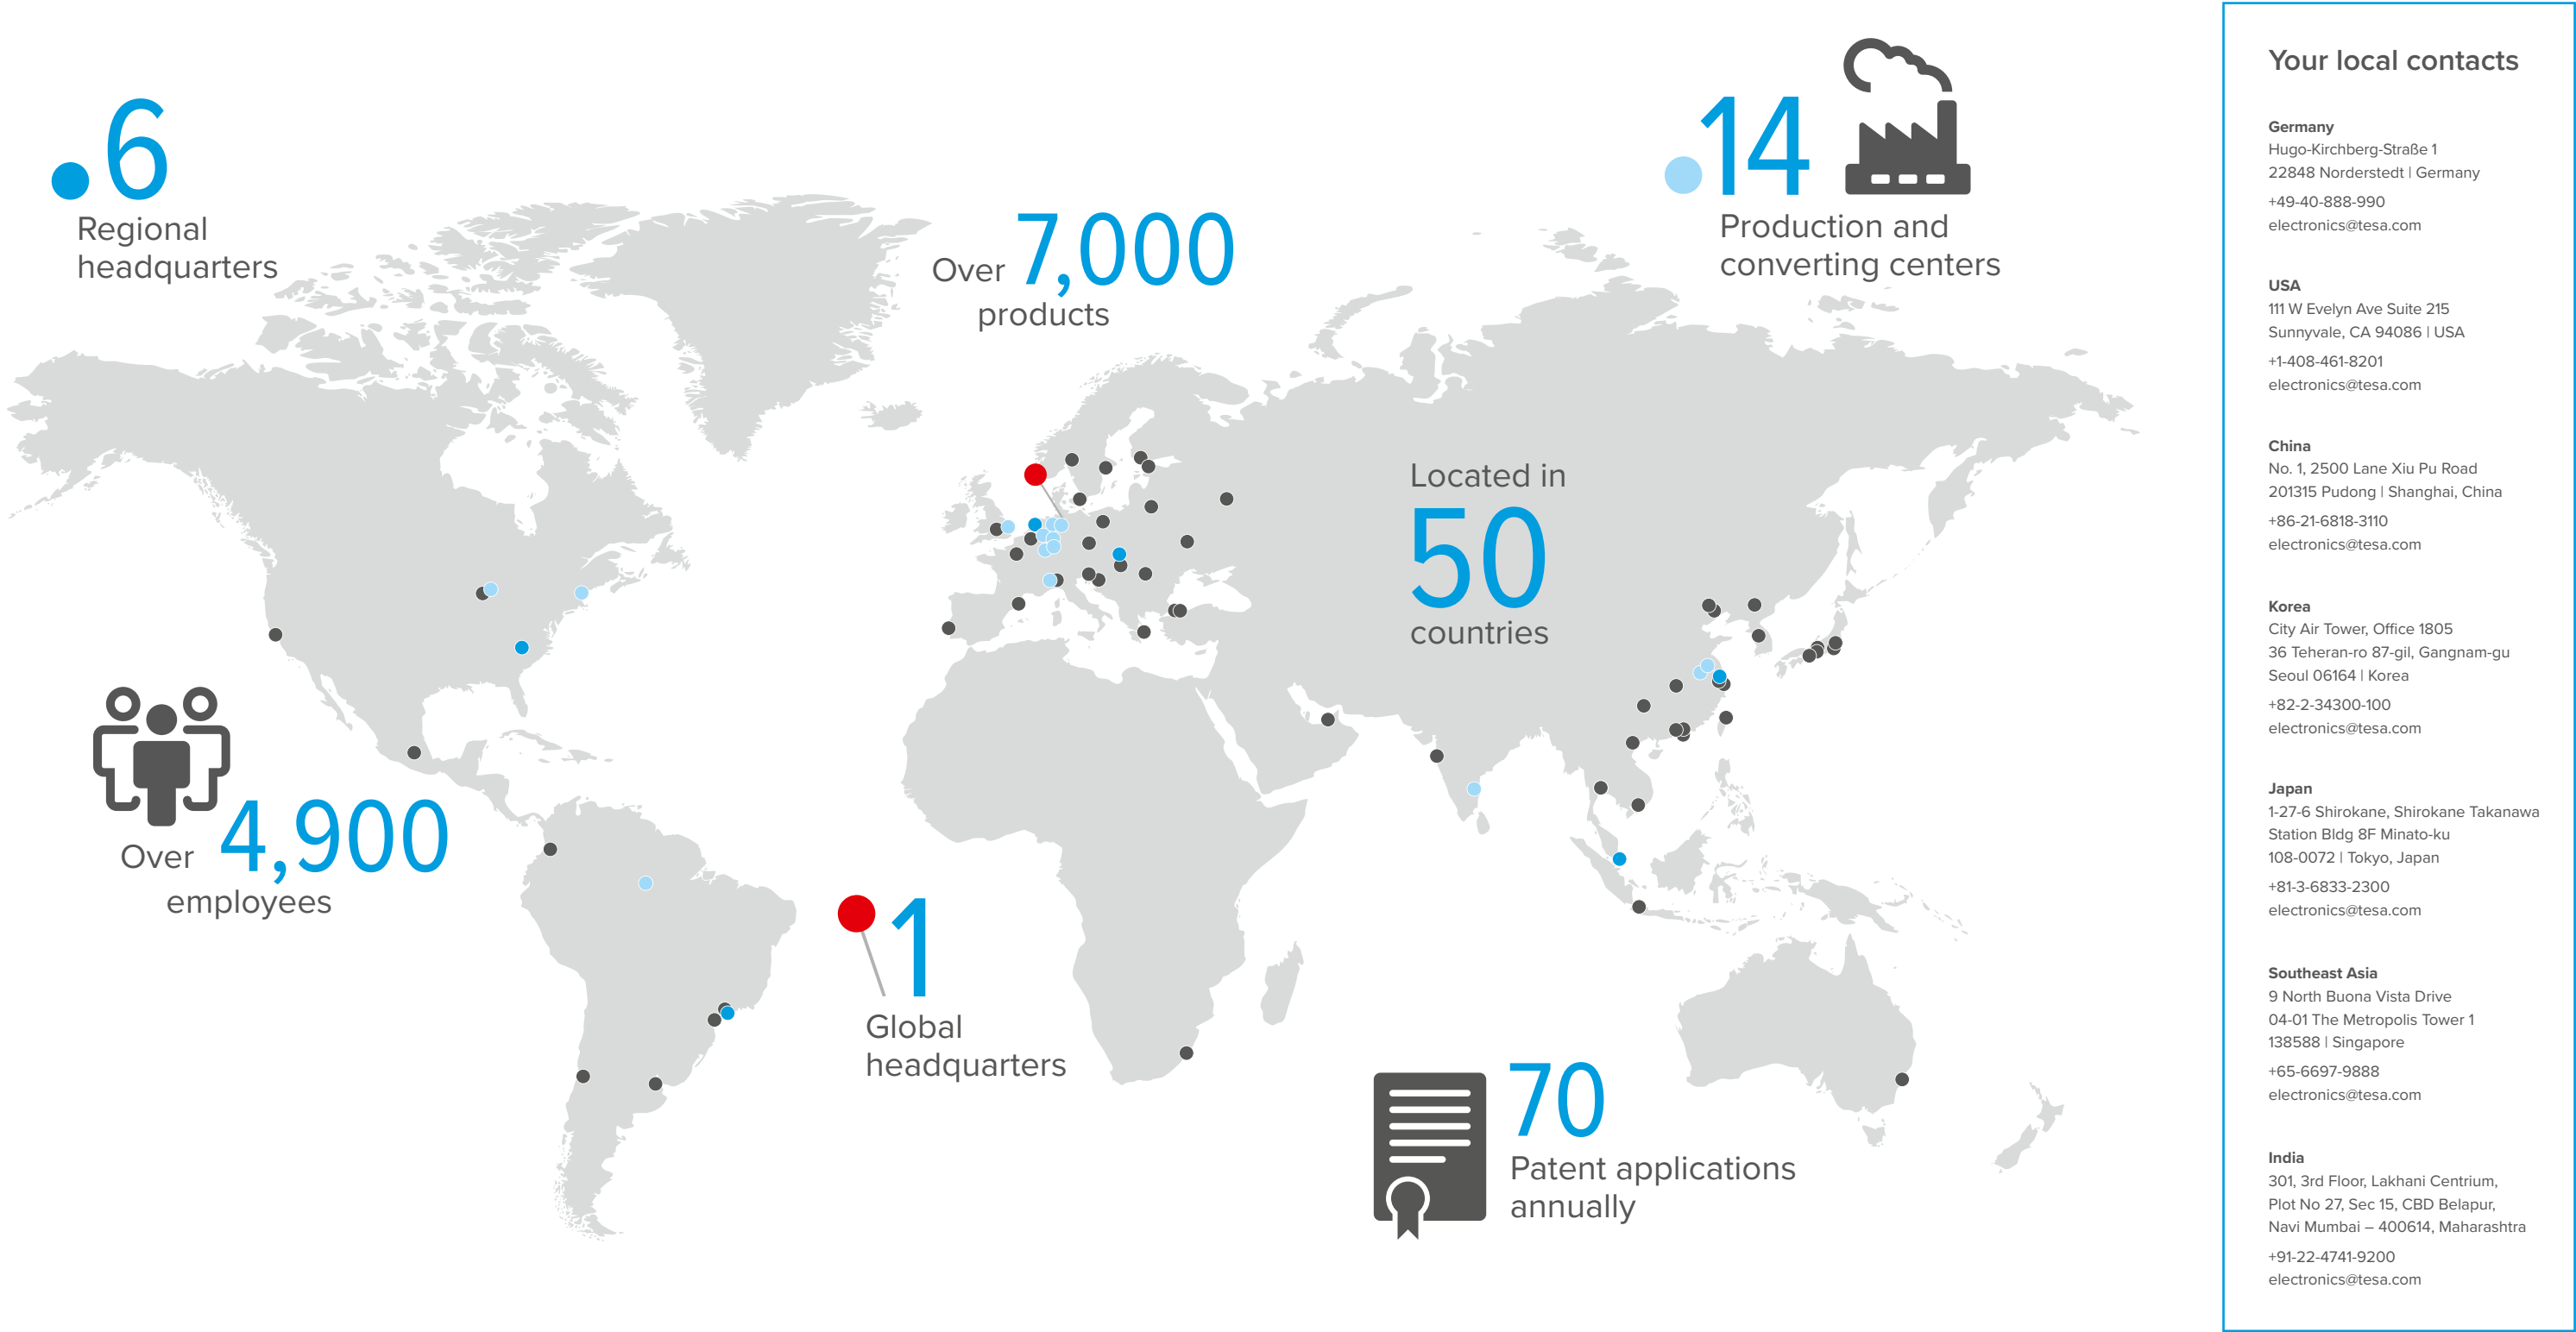 6
Regional
headquarters
Over 7,000
products
14
Production and
converting centers
Located in
50
countries
Over 4,900
employees
1
Global
headquarters
70
Patent applications
annually
Your local contacts
Germany
Hugo-Kirchberg-Straße 1
22848 Norderstedt | Germany
+49-40-888-990
electronics@tesa.com
USA
111 W Evelyn Ave Suite 215
Sunnyvale, CA 94086 | USA
+1-408-461-8201
electronics@tesa.com
China
No. 1, 2500 Lane Xiu Pu Road
201315 Pudong | Shanghai, China
+86-21-6818-3110
electronics@tesa.com
Korea
City Air Tower, Office 1805
36 Teheran-ro 87-gil, Gangnam-gu
Seoul 06164 | Korea
+82-2-34300-100
electronics@tesa.com
Japan
1-27-6 Shirokane, Shirokane Takanawa
Station Bldg 8F Minato-ku
108-0072 | Tokyo, Japan
+81-3-6833-2300
electronics@tesa.com
Southeast Asia
9 North Buona Vista Drive
04-01 The Metropolis Tower 1
138588 | Singapore
+65-6697-9888
electronics@tesa.com
India
301, 3rd Floor, Lakhani Centrium,
Plot No 27, Sec 15, CBD Belapur,
Navi Mumbai – 400614, Maharashtra
+91-22-4741-9200
electronics@tesa.com